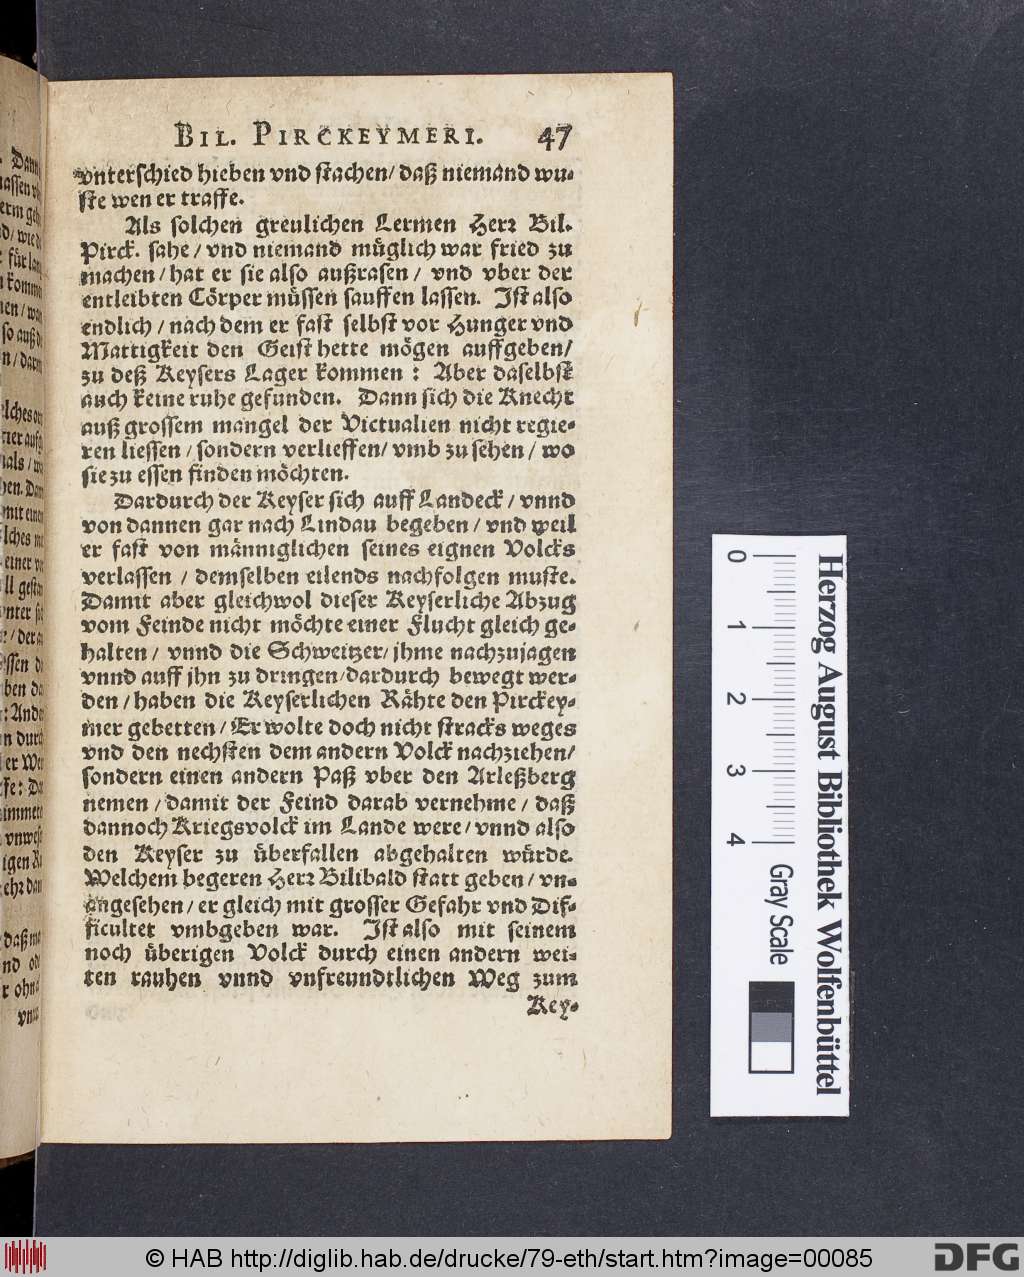 BIL. PIRCKEYMERI. 47
vnterschied hieben vnd stachen/ daß niemand wu-
ste wen er traffe.
Als solchen greulichen Lermen Herr Bil.
Pirck. sahe / vnd niemand müglich war fried zu
machen / hat er sie also außrasen / vnd vber der
entleibten Cörper müssen sauffen lassen. Ist also
endlich / nach dem er fast selbst vor Hunger vnd
Mattigkeit den Geist hette mögen auffgeben/
zu deß Keysers Lager kommen : Aber daselbst
auch keine ruhe gefunden. Dann sich die Knecht
auß grossem mangel der Victualien nicht regie-
ren liessen / sondern verlieffen/ vmb zu sehen / wo
sie zu essen finden möchten.
Dardurch der Keyser sich auff Landeck / vnnd
von dannen gar nach Lindau begeben / vnd weil
er fast von männiglichen seines eignen Volcks
verlassen / demselben eilends nachfolgen muste.
Damit aber gleichwol dieser Keyserliche Abzug
vom Feinde nicht möchte einer Flucht gleich ge-
halten / vnnd die Schweitzer/ jhme nachzujagen
vnnd auff jhn zu dringen/ dardurch bewegt wer-
den / haben die Keyserlichen Rähte den Pirckey-
mer gebetten / Er wolte doch nicht stracks weges
vnd den nechsten dem andern Volck nachziehen/
sondern einen andern Paß vber den Arleßberg
nemen / damit der Feind darab vernehme / daß
dannoch Kriegsvolck im Lande were / vnnd also
den Keyser zu überfallen abgehalten würde.
Welchem begeren Herr Bilibald statt geben / vn-
angesehen / er gleich mit grosser Gefahr vnd Dif-
ficultet vmbgeben war. Ist also mit seinem
noch überigen Volck durch einen andern wei-
ten rauhen vnnd vnfreundtlichen Weg zum
Key-
Herzog August Bibliothek Wolfenbüttel
0 1 2 3 4
Gray Scale
© HAB http://diglib.hab.de/drucke/79-eth/start.htm?image=00085
DFG